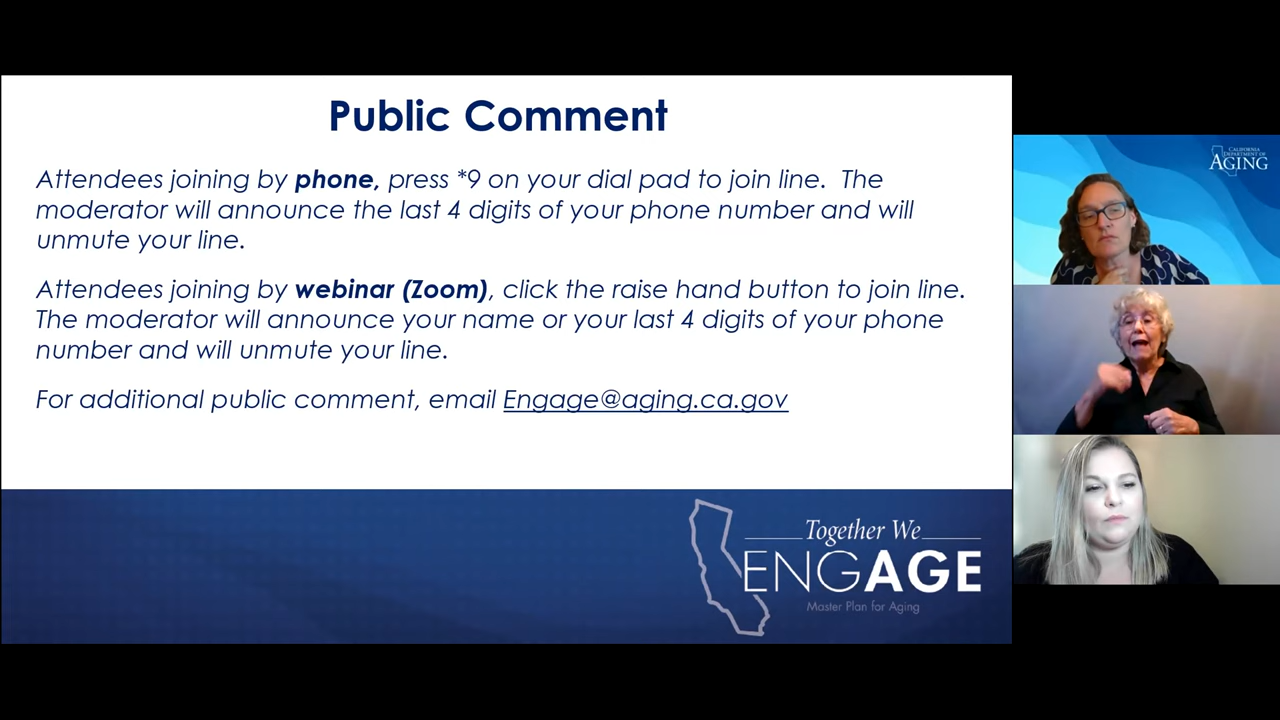 Public Comment
Attendees joining by phone, press *9 on your dial pad to join line.  The
moderator will announce the last 4 digits of your phone number and will
unmute your line.
Attendees joining by webinar (Zoom), click the raise hand button to join line.
The moderator will announce your name or your last 4 digits of your phone
number and will unmute your line.
For additional public comment, email Engage@aging.ca.gov
Together We
ENGAGE
Master Plan for Aging
CALIFORNIA
DEPARTMENT OF
AGING